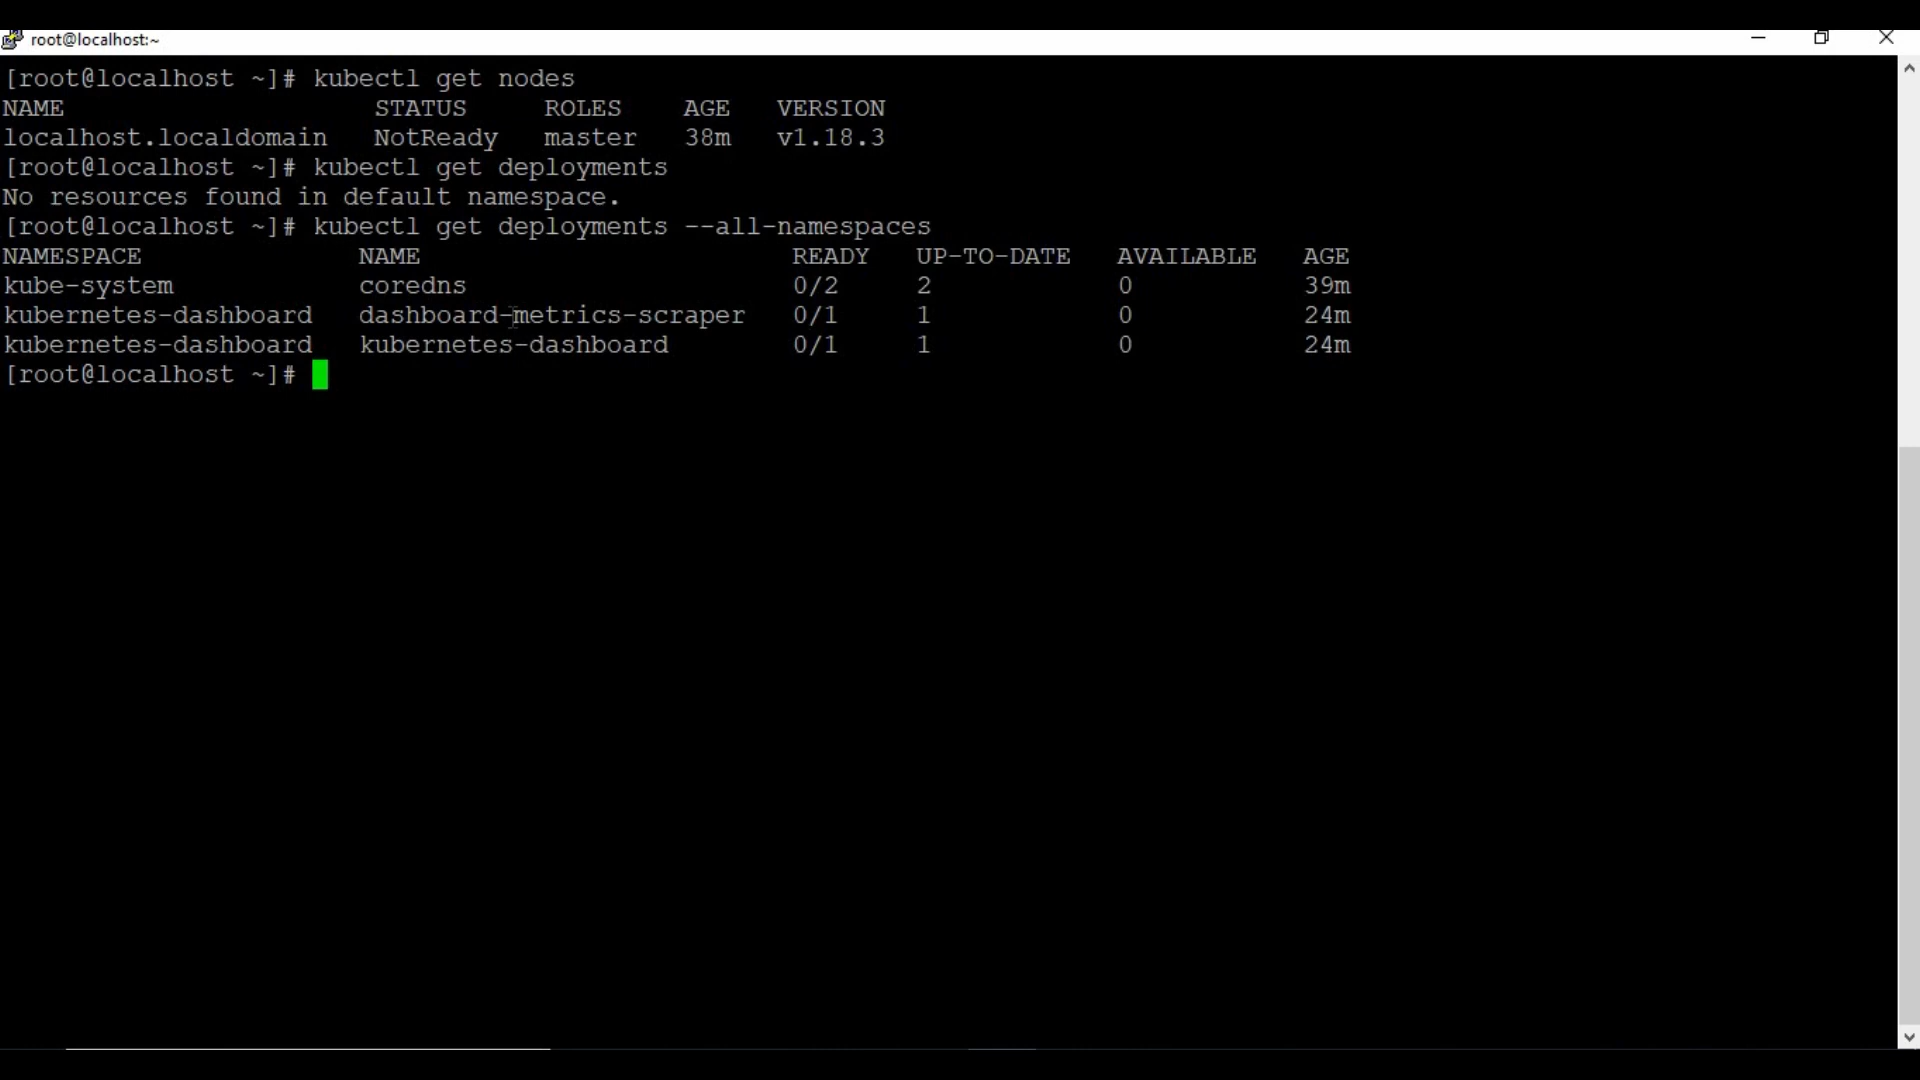 root@localhost:~
[root@localhost ~]# kubectl get nodes
NAME STATUS ROLES AGE VERSION
localhost.localdomain NotReady master 38m v1.18.3
[root@localhost ~]# kubectl get deployments
No resources found in default namespace.
[root@localhost ~]# kubectl get deployments --all-namespaces
NAMESPACE NAME READY UP-TO-DATE AVAILABLE AGE
kube-system coredns 0/2 2 0 39m
kubernetes-dashboard dashboard-metrics-scraper 0/1 1 0 24m
kubernetes-dashboard kubernetes-dashboard 0/1 1 0 24m
[root@localhost ~]#